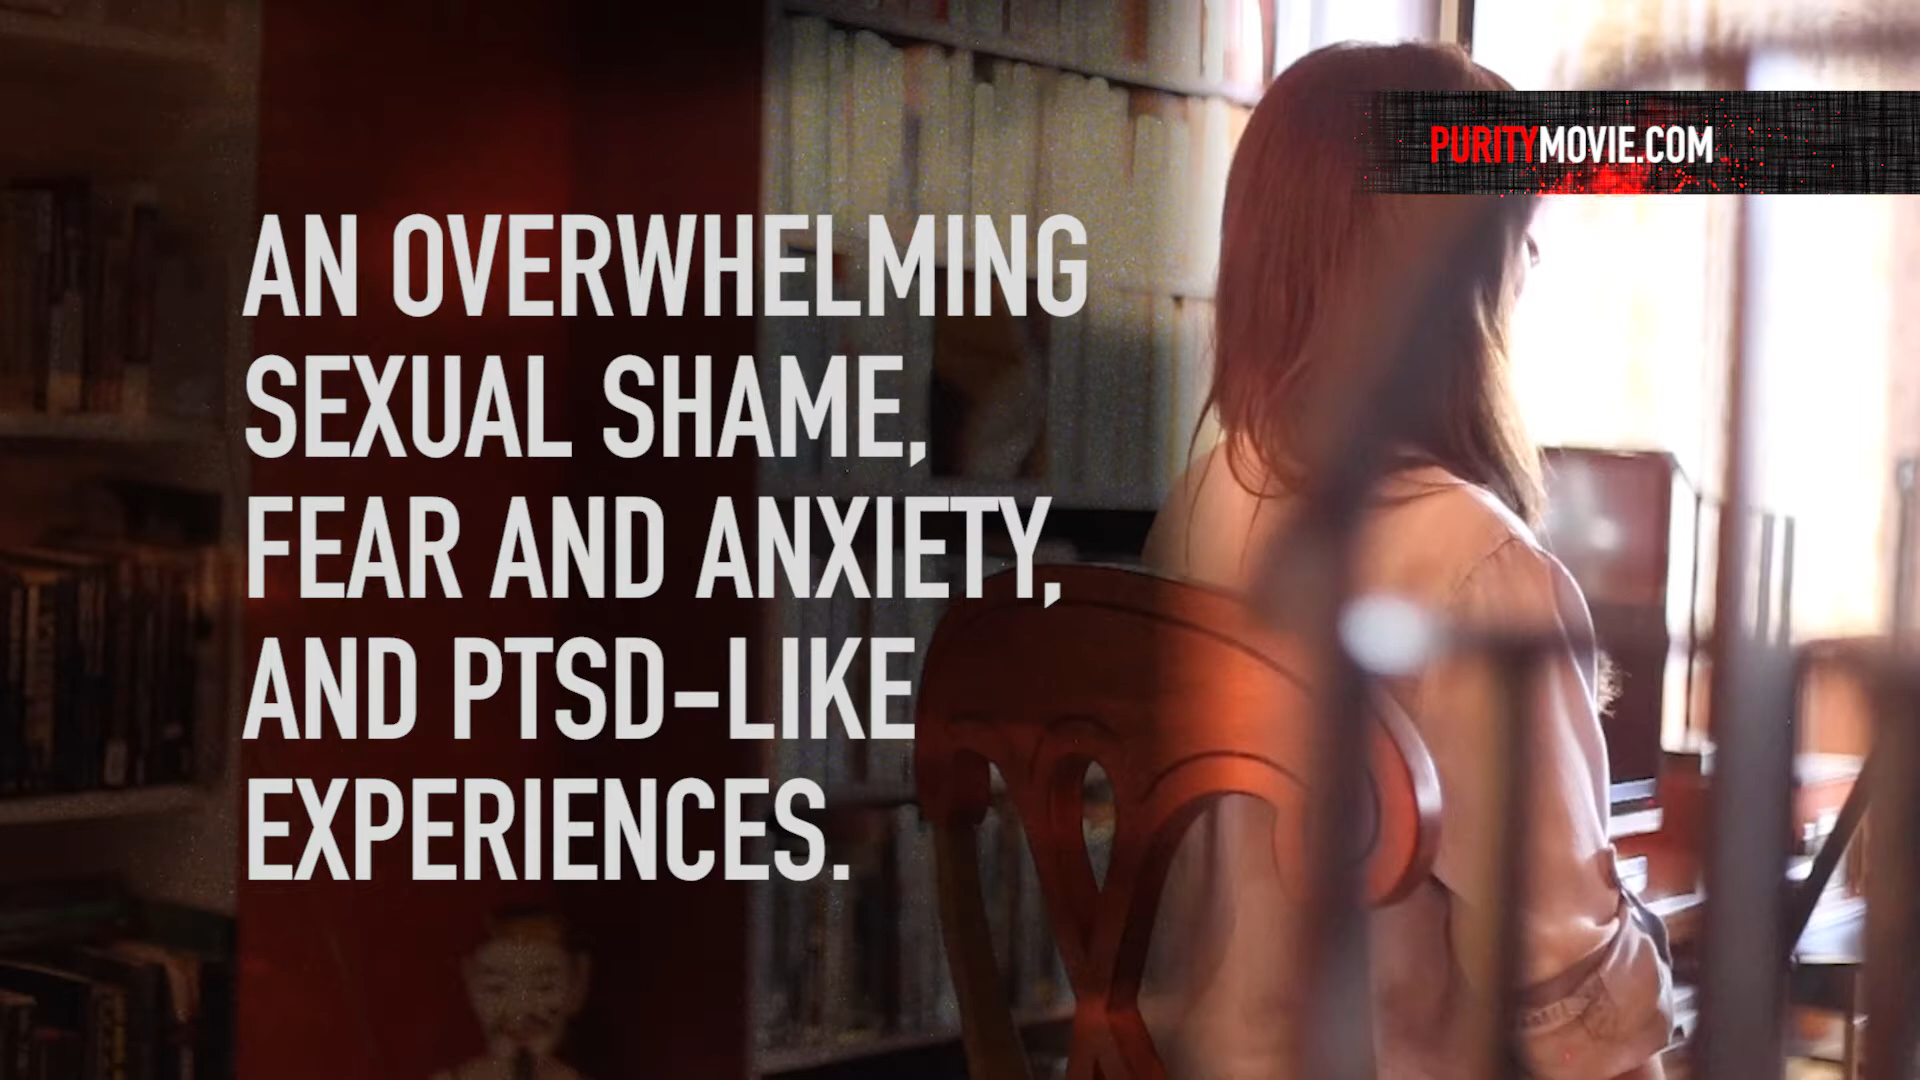 PURITYMOVIE.COM
AN OVERWHELMING
SEXUAL SHAME,
FEAR AND ANXIETY,
AND PTSD-LIKE
EXPERIENCES.